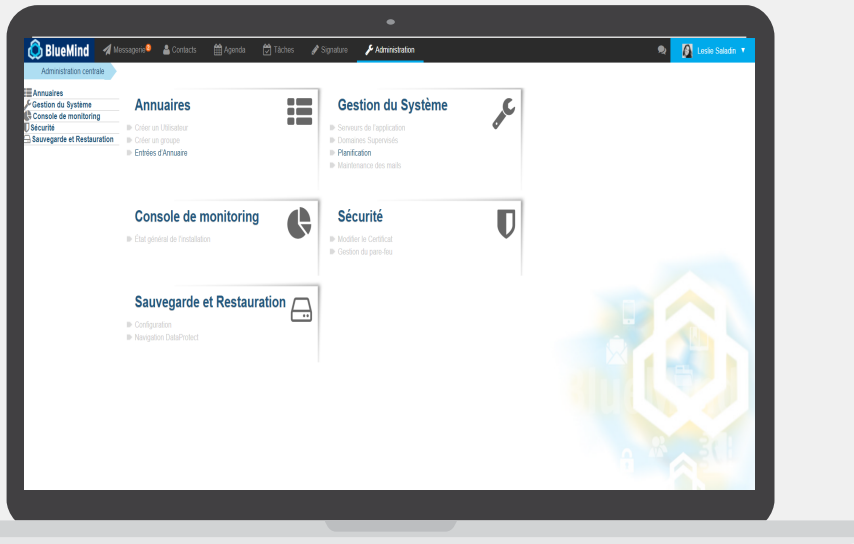 BlueMind Messagerie Contacts Agenda Tâches Signature Administration Leslie Saladin
Administration centrale
Annuaires
Gestion du Système
Console de monitoring
Sécurité
Sauvegarde et Restauration
Annuaires
Créer un Utilisateur
Créer un groupe
Entrées d'Annuaire
Gestion du Système
Serveurs de l'application
Domaines Supervisés
Planification
Maintenance des mails
Console de monitoring
État général de l'installation
Sécurité
Modifier le Certificat
Gestion du pare-feu
Sauvegarde et Restauration
Configuration
Navigation DataProtect